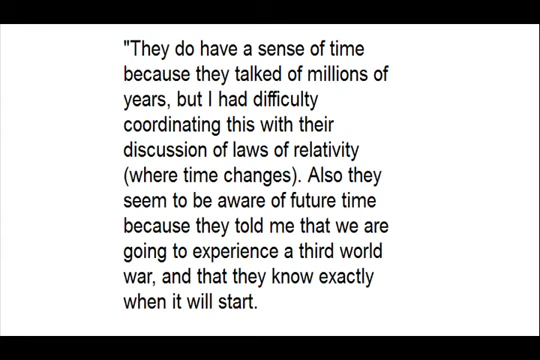 "They do have a sense of time
because they talked of millions of
years, but I had difficulty
coordinating this with their
discussion of laws of relativity
(where time changes). Also they
seem to be aware of future time
because they told me that we are
going to experience a third world
war, and that they know exactly
when it will start.